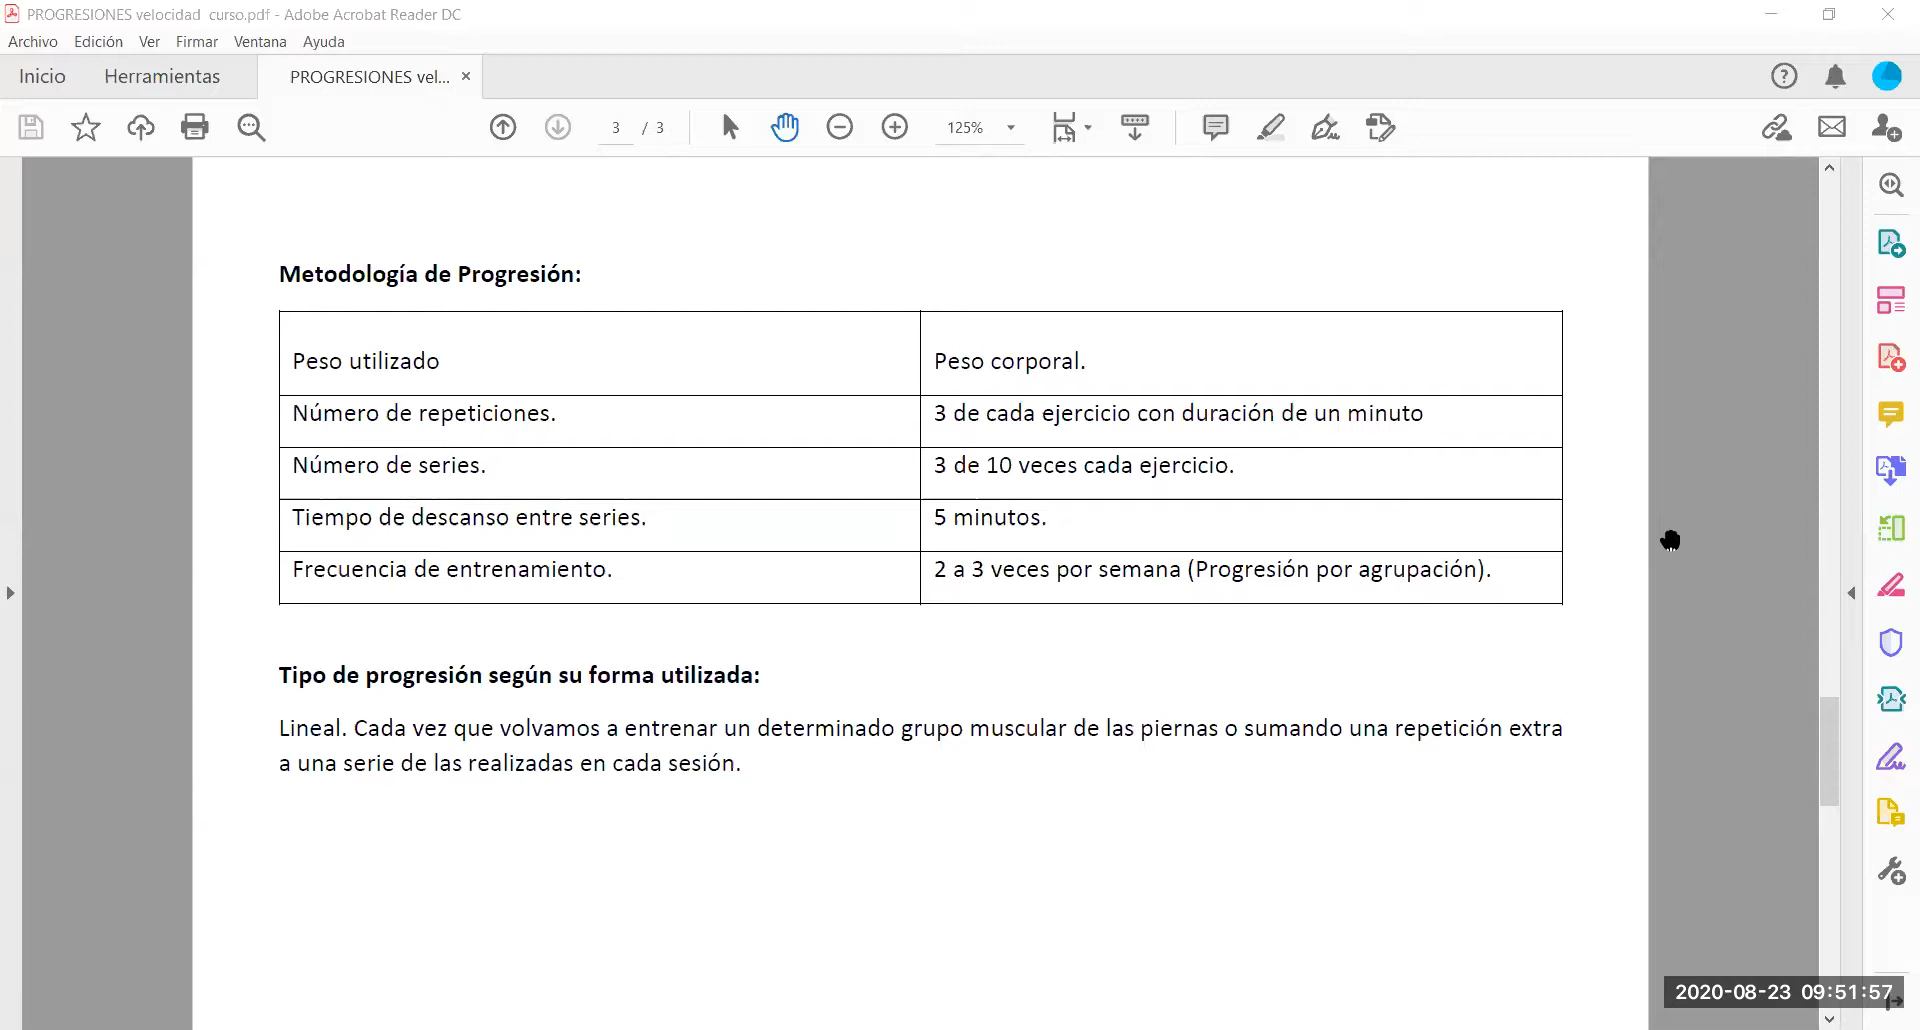 PROGRESIONES velocidad  curso.pdf - Adobe Acrobat Reader DC
Archivo Edición Ver Firmar Ventana Ayuda
Inicio Herramientas PROGRESIONES vel... ×
3 / 3 125%
Metodología de Progresión:
Peso utilizado Peso corporal.
Número de repeticiones. 3 de cada ejercicio con duración de un minuto
Número de series. 3 de 10 veces cada ejercicio.
Tiempo de descanso entre series. 5 minutos.
Frecuencia de entrenamiento. 2 a 3 veces por semana (Progresión por agrupación).
Tipo de progresión según su forma utilizada:
Lineal. Cada vez que volvamos a entrenar un determinado grupo muscular de las piernas o sumando una repetición extra
a una serie de las realizadas en cada sesión.
2020-08-23 09:51:57